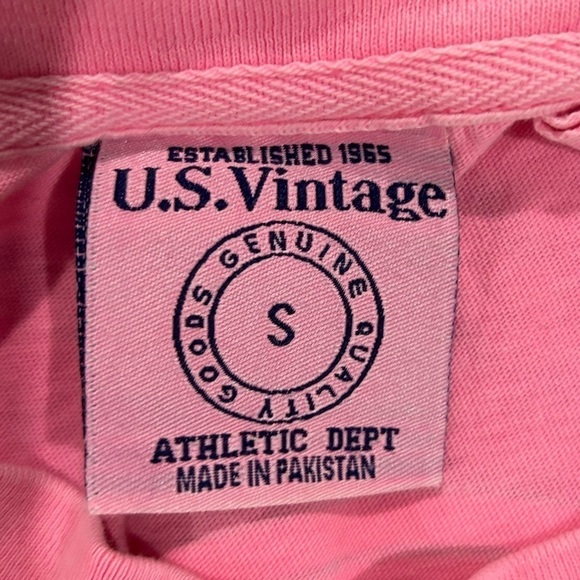 ESTABLISHED 1965
U.S.Vintage
GENUINE QUALITY GOODS
S
ATHLETIC DEPT
MADE IN PAKISTAN